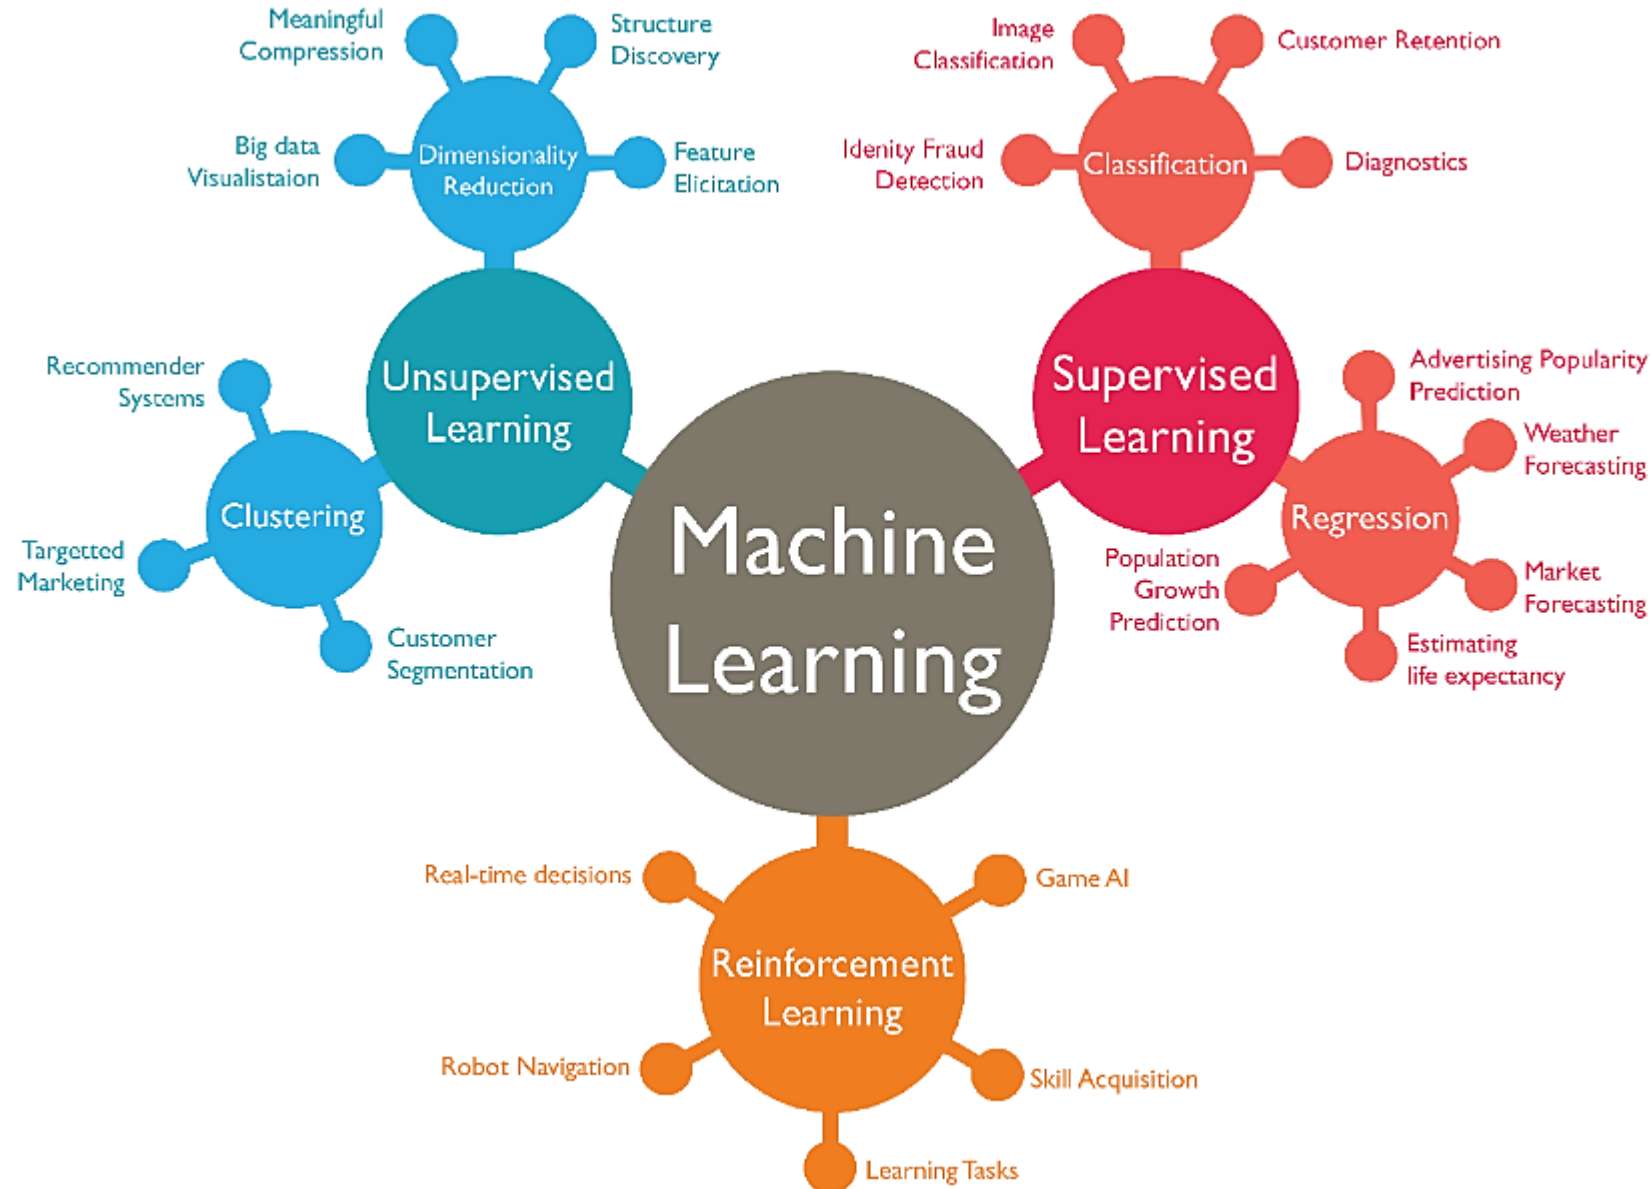 Meaningful
Compression
Structure
Discovery
Big data
Visualistaion
Dimensionality
Reduction
Feature
Elicitation
Image
Classification
Customer Retention
Idenity Fraud
Detection
Classification
Diagnostics
Recommender
Systems
Unsupervised
Learning
Clustering
Targetted
Marketing
Customer
Segmentation
Machine
Learning
Supervised
Learning
Advertising Popularity
Prediction
Weather
Forecasting
Regression
Population
Growth
Prediction
Market
Forecasting
Estimating
life expectancy
Real-time decisions
Game AI
Reinforcement
Learning
Robot Navigation
Skill Acquisition
Learning Tasks